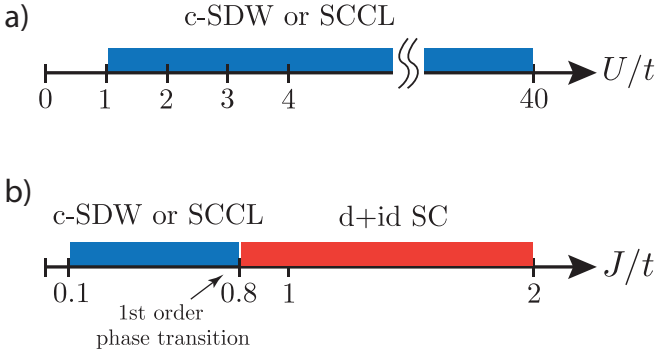 a)
c-SDW or SCCL
0 1 2 3 4 40 U/t
b)
c-SDW or SCCL d+id SC
0.1 0.8 1 2 J/t
1st order
phase transition